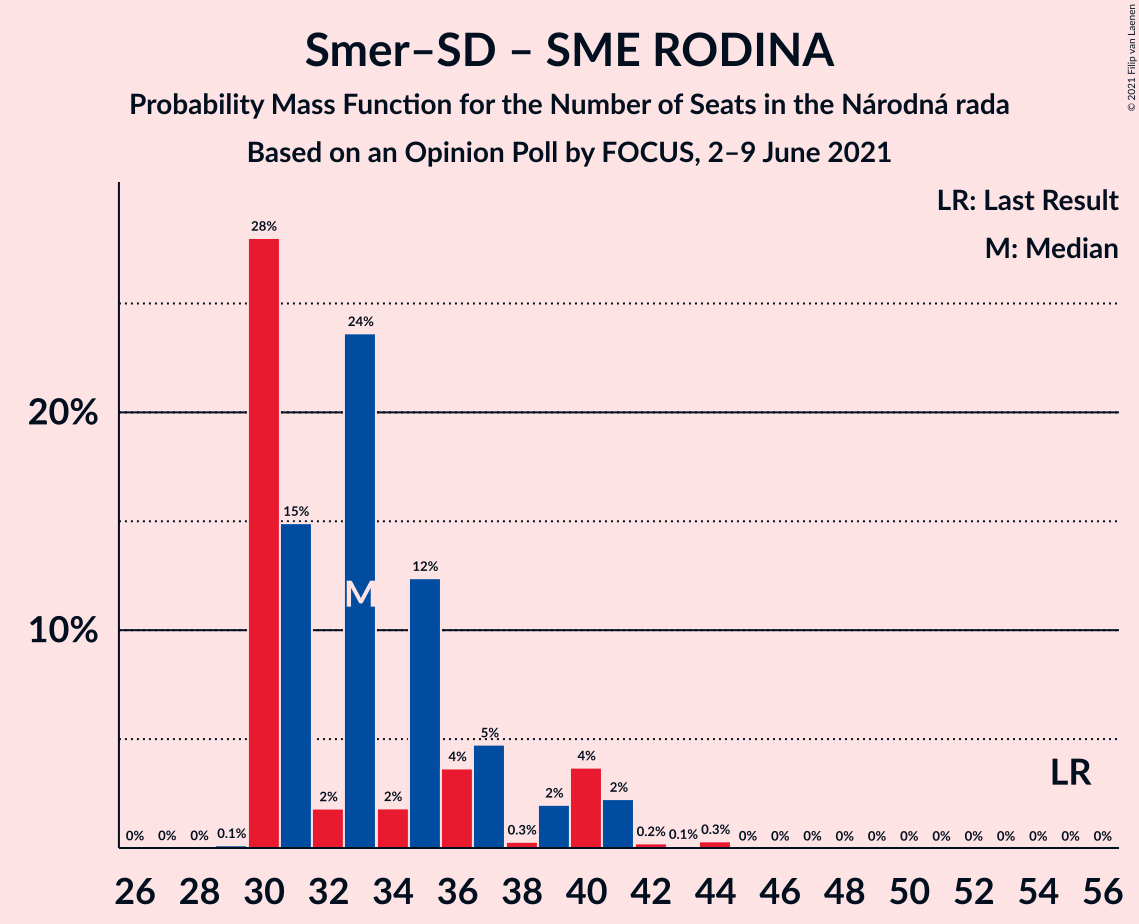 Smer–SD – SME RODINA
Probability Mass Function for the Number of Seats in the Národná rada
Based on an Opinion Poll by FOCUS, 2–9 June 2021
© 2021 Filip van Laenen
LR: Last Result
M: Median
20%
10%
0% 0% 0% 0.1% 28% 15% 2% 24% 2% 12% 4% 5% 0.3% 2% 4% 2% 0.2% 0.1% 0.3% 0% 0% 0% 0% 0% 0% 0% 0% 0% 0% 0% 0%
M
LR
26 28 30 32 34 36 38 40 42 44 46 48 50 52 54 56